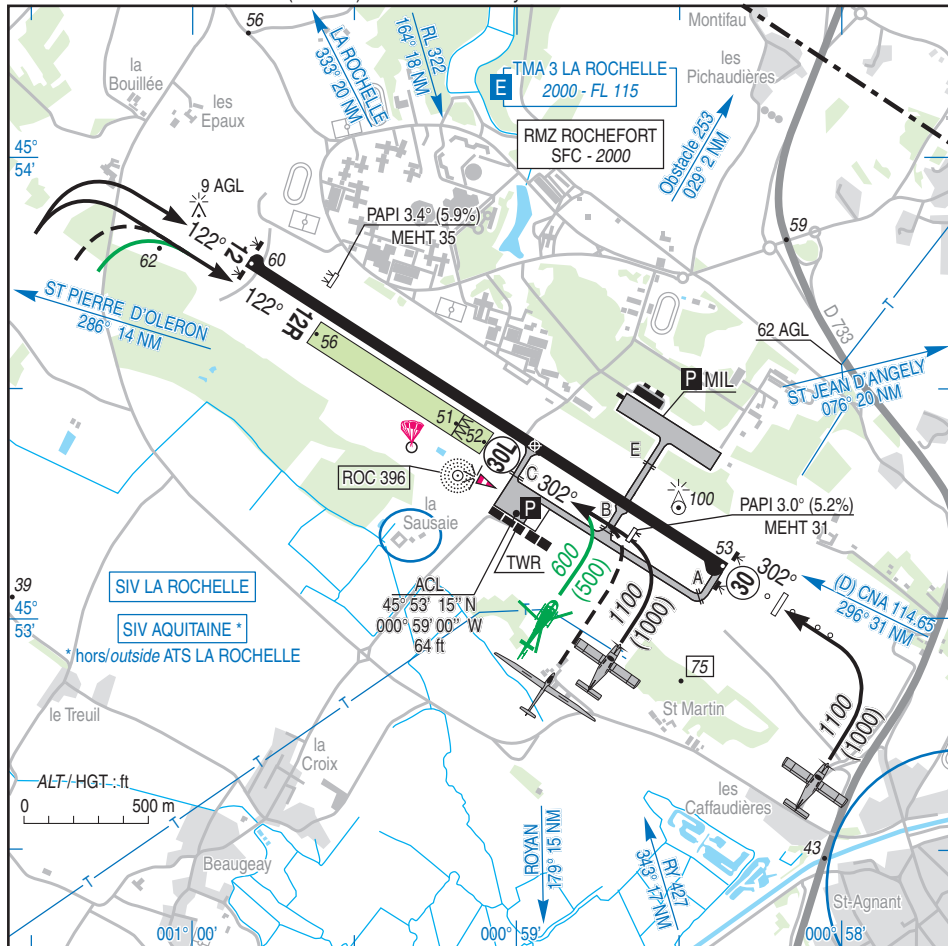 56
Montifau
la
Bouillée
les
Epaux
LA ROCHELLE
333° 20 NM
RL 322
164° 18 NM
E
TMA 3 LA ROCHELLE
2000 - FL 115
les
Pichaudières
RMZ ROCHEFORT
SFC - 2000
Obstacle 253
029° 2 NM
45°
54'
9 AGL
PAPI 3.4° (5.9%)
MEHT 35
122°
12
60
59
62
122°
12R
ST PIERRE D'OLERON
286° 14 NM
56
62 AGL
D 733
P MIL
ST JEAN D'ANGELY
076° 20 NM
T
51
52
30L
E
ROC 396
C
302°
100
la
Sausaie
P
B
PAPI 3.0° (5.2%)
MEHT 31
53
TWR
A
30
302°
39
45°
53'
SIV LA ROCHELLE
SIV AQUITAINE *
* hors/outside ATS LA ROCHELLE
ACL
45° 53' 15'' N
000° 59' 00'' W
64 ft
600
(500)
1100
(1000)
(D) CNA 114.65
296° 31 NM
75
T
le Treuil
St Martin
1100
(1000)
la
Croix
ALT / HGT : ft
0 500 m
les
Caffaudières
Beaugeay
ROYAN
179° 15 NM
RY 427
343° 17 NM
43
St-Agnant
T
001° 00'
000° 59'
000° 58'